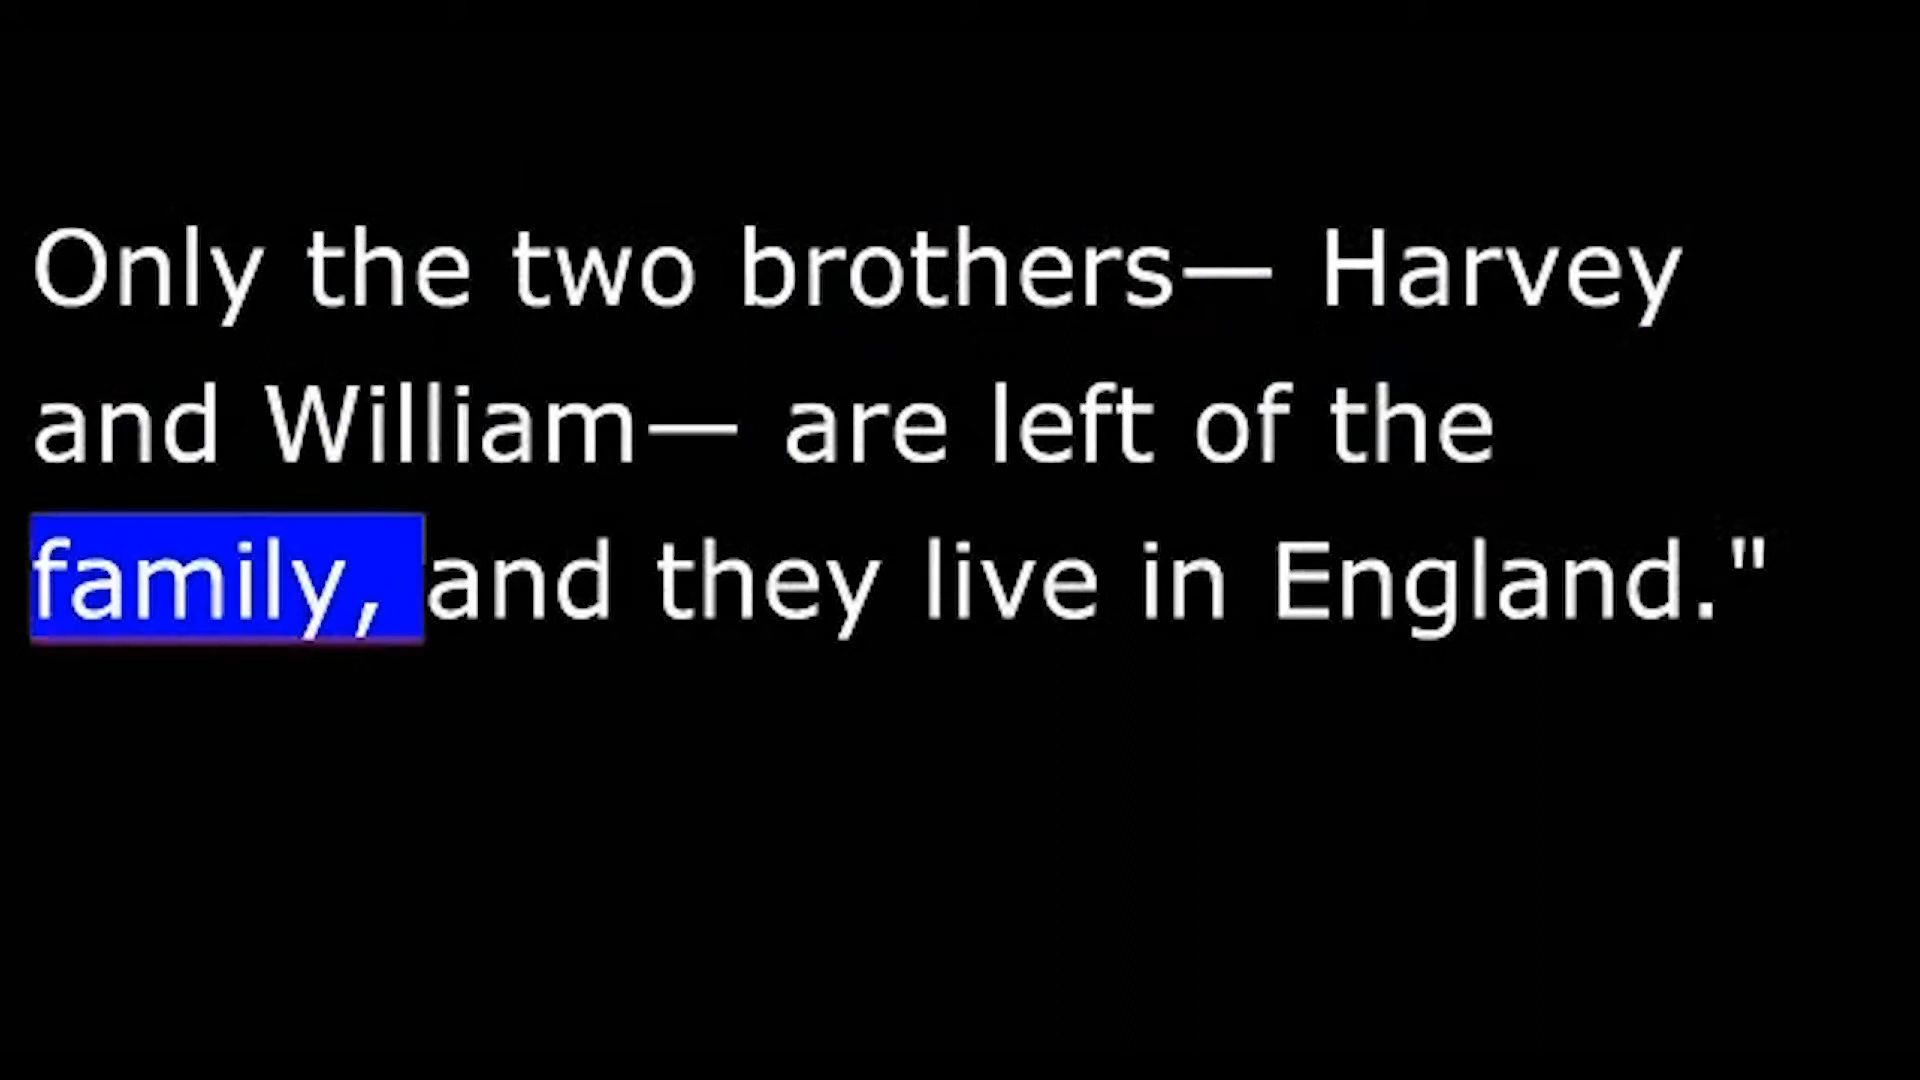 Only the two brothers— Harvey
and William— are left of the
family, and they live in England."